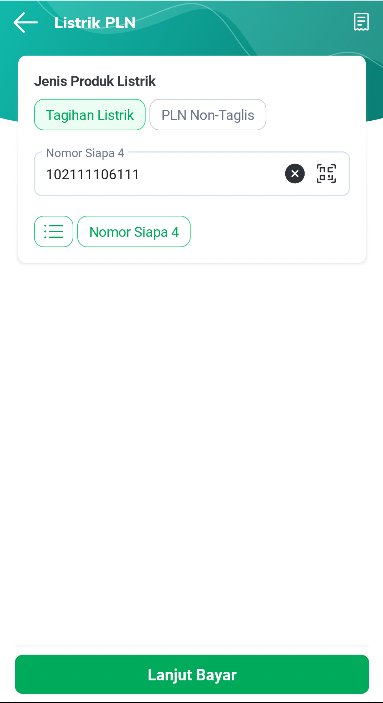 Listrik PLN
Jenis Produk Listrik
Tagihan Listrik PLN Non-Taglis
Nomor Siapa 4
102111106111
Nomor Siapa 4
Lanjut Bayar